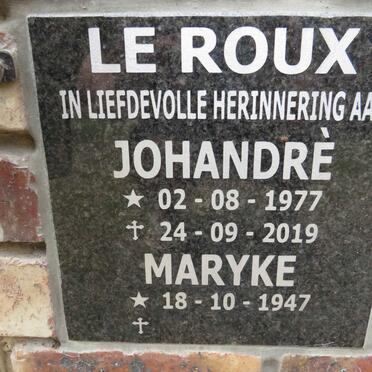 LE ROUX
IN LIEFDEVOLLE HERINNERING AA
JOHANDRÈ
★ 02 - 08 - 1977
✝ 24 - 09 - 2019
MARYKE
★ 18 - 10 - 1947
✝